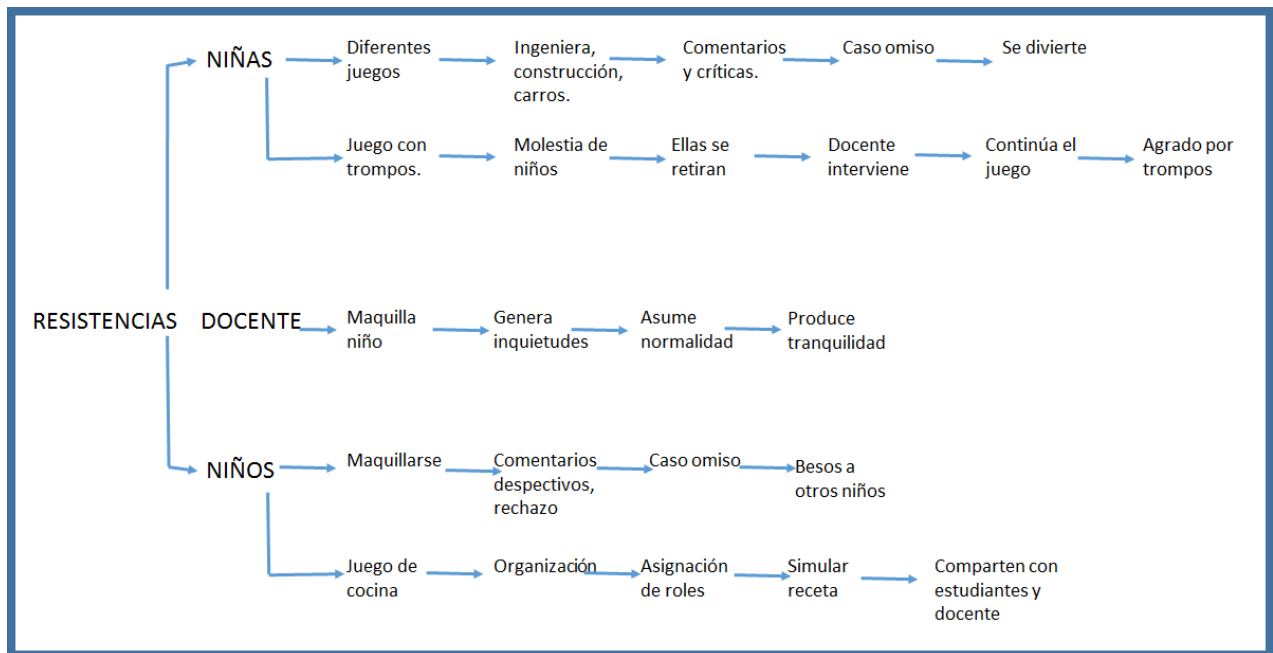 NIÑAS
Diferentes
juegos
Ingeniera,
construcción,
carros.
Comentarios
y críticas.
Caso omiso
Se divierte
Juego con
trompos.
Molestia de
niños
Ellas se
retiran
Docente
interviene
Continúa el
juego
Agrado por
trompos
RESISTENCIAS
DOCENTE
Maquilla
niño
Genera
inquietudes
Asume
normalidad
Produce
tranquilidad
NIÑOS
Maquillarse
Comentarios
despectivos,
rechazo
Caso omiso
Besos a
otros niños
Juego de
cocina
Organización
Asignación
de roles
Simular
receta
Comparten con
estudiantes y
docente